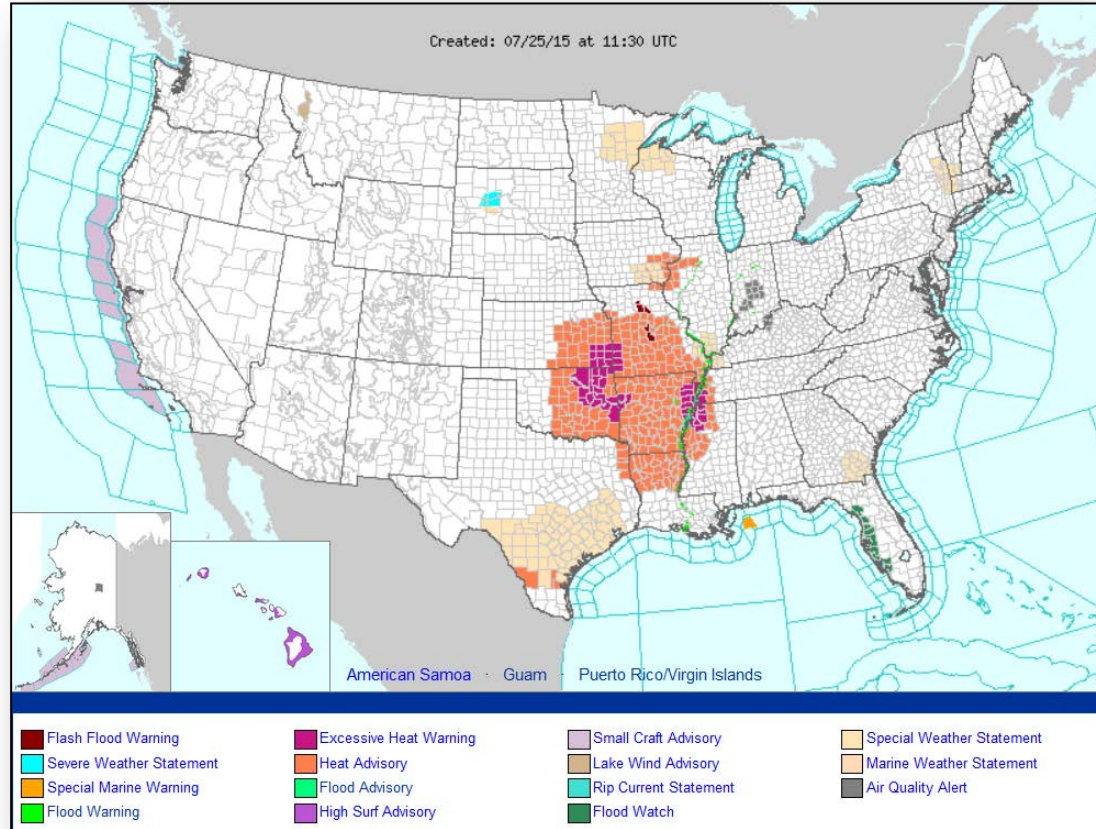 Created: 07/25/15 at 11:30 UTC
American Samoa · Guam · Puerto Rico/Virgin Islands
Flash Flood Warning
Severe Weather Statement
Special Marine Warning
Flood Warning
Excessive Heat Warning
Heat Advisory
Flood Advisory
High Surf Advisory
Small Craft Advisory
Lake Wind Advisory
Rip Current Statement
Flood Watch
Special Weather Statement
Marine Weather Statement
Air Quality Alert